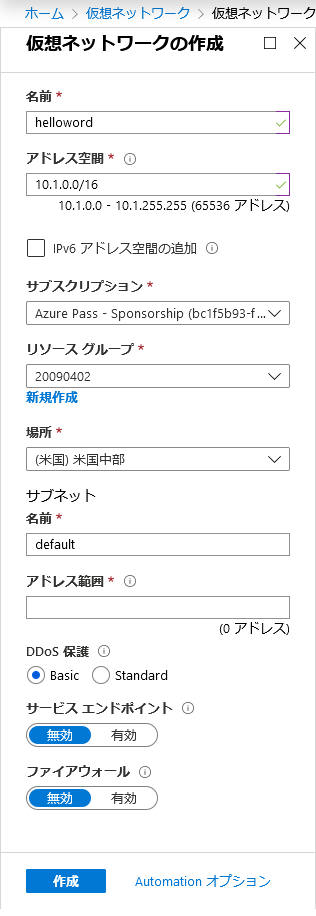 ホーム > 仮想ネットワーク > 仮想ネットワーク
仮想ネットワークの作成
名前 *
helloword
アドレス空間 *
10.1.0.0/16
10.1.0.0 - 10.1.255.255 (65536 アドレス)
IPv6 アドレス空間の追加
サブスクリプション *
Azure Pass - Sponsorship (bc1f5b93-f ...
リソース グループ *
20090402
新規作成
場所 *
(米国) 米国中部
サブネット
名前 *
default
アドレス範囲 *
(0 アドレス)
DDoS 保護
Basic Standard
サービス エンドポイント
無効 有効
ファイアウォール
無効 有効
作成 Automation オプション